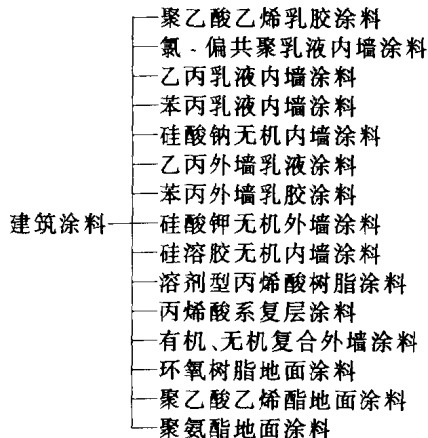 聚乙酸乙烯乳胶涂料
氯-偏共聚乳液内墙涂料
乙丙乳液内墙涂料
苯丙乳液内墙涂料
硅酸钠无机内墙涂料
乙丙外墙乳液涂料
苯丙外墙乳胶涂料
建筑涂料
硅酸钾无机外墙涂料
硅溶胶无机内墙涂料
溶剂型丙烯酸树脂涂料
丙烯酸系复层涂料
有机、无机复合外墙涂料
环氧树脂地面涂料
聚乙酸乙烯酯地面涂料
聚氨酯地面涂料